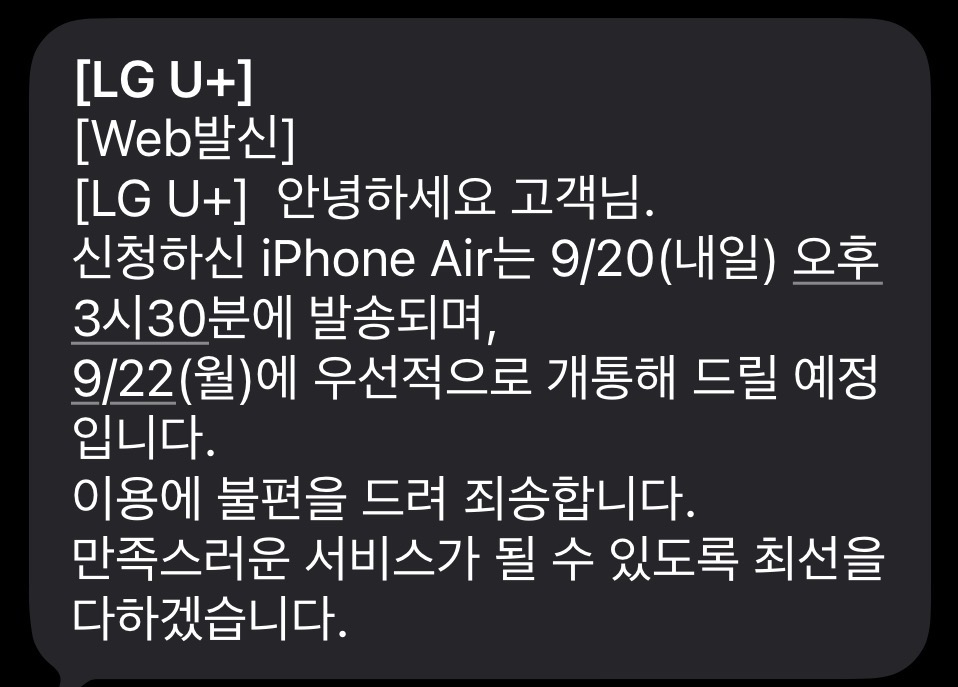 [LG U+]
[Web발신]
[LG U+]  안녕하세요 고객님.
신청하신 iPhone Air는 9/20(내일) 오후
3시30분에 발송되며,
9/22(월)에 우선적으로 개통해 드릴 예정
입니다.
이용에 불편을 드려 죄송합니다.
만족스러운 서비스가 될 수 있도록 최선을
다하겠습니다.